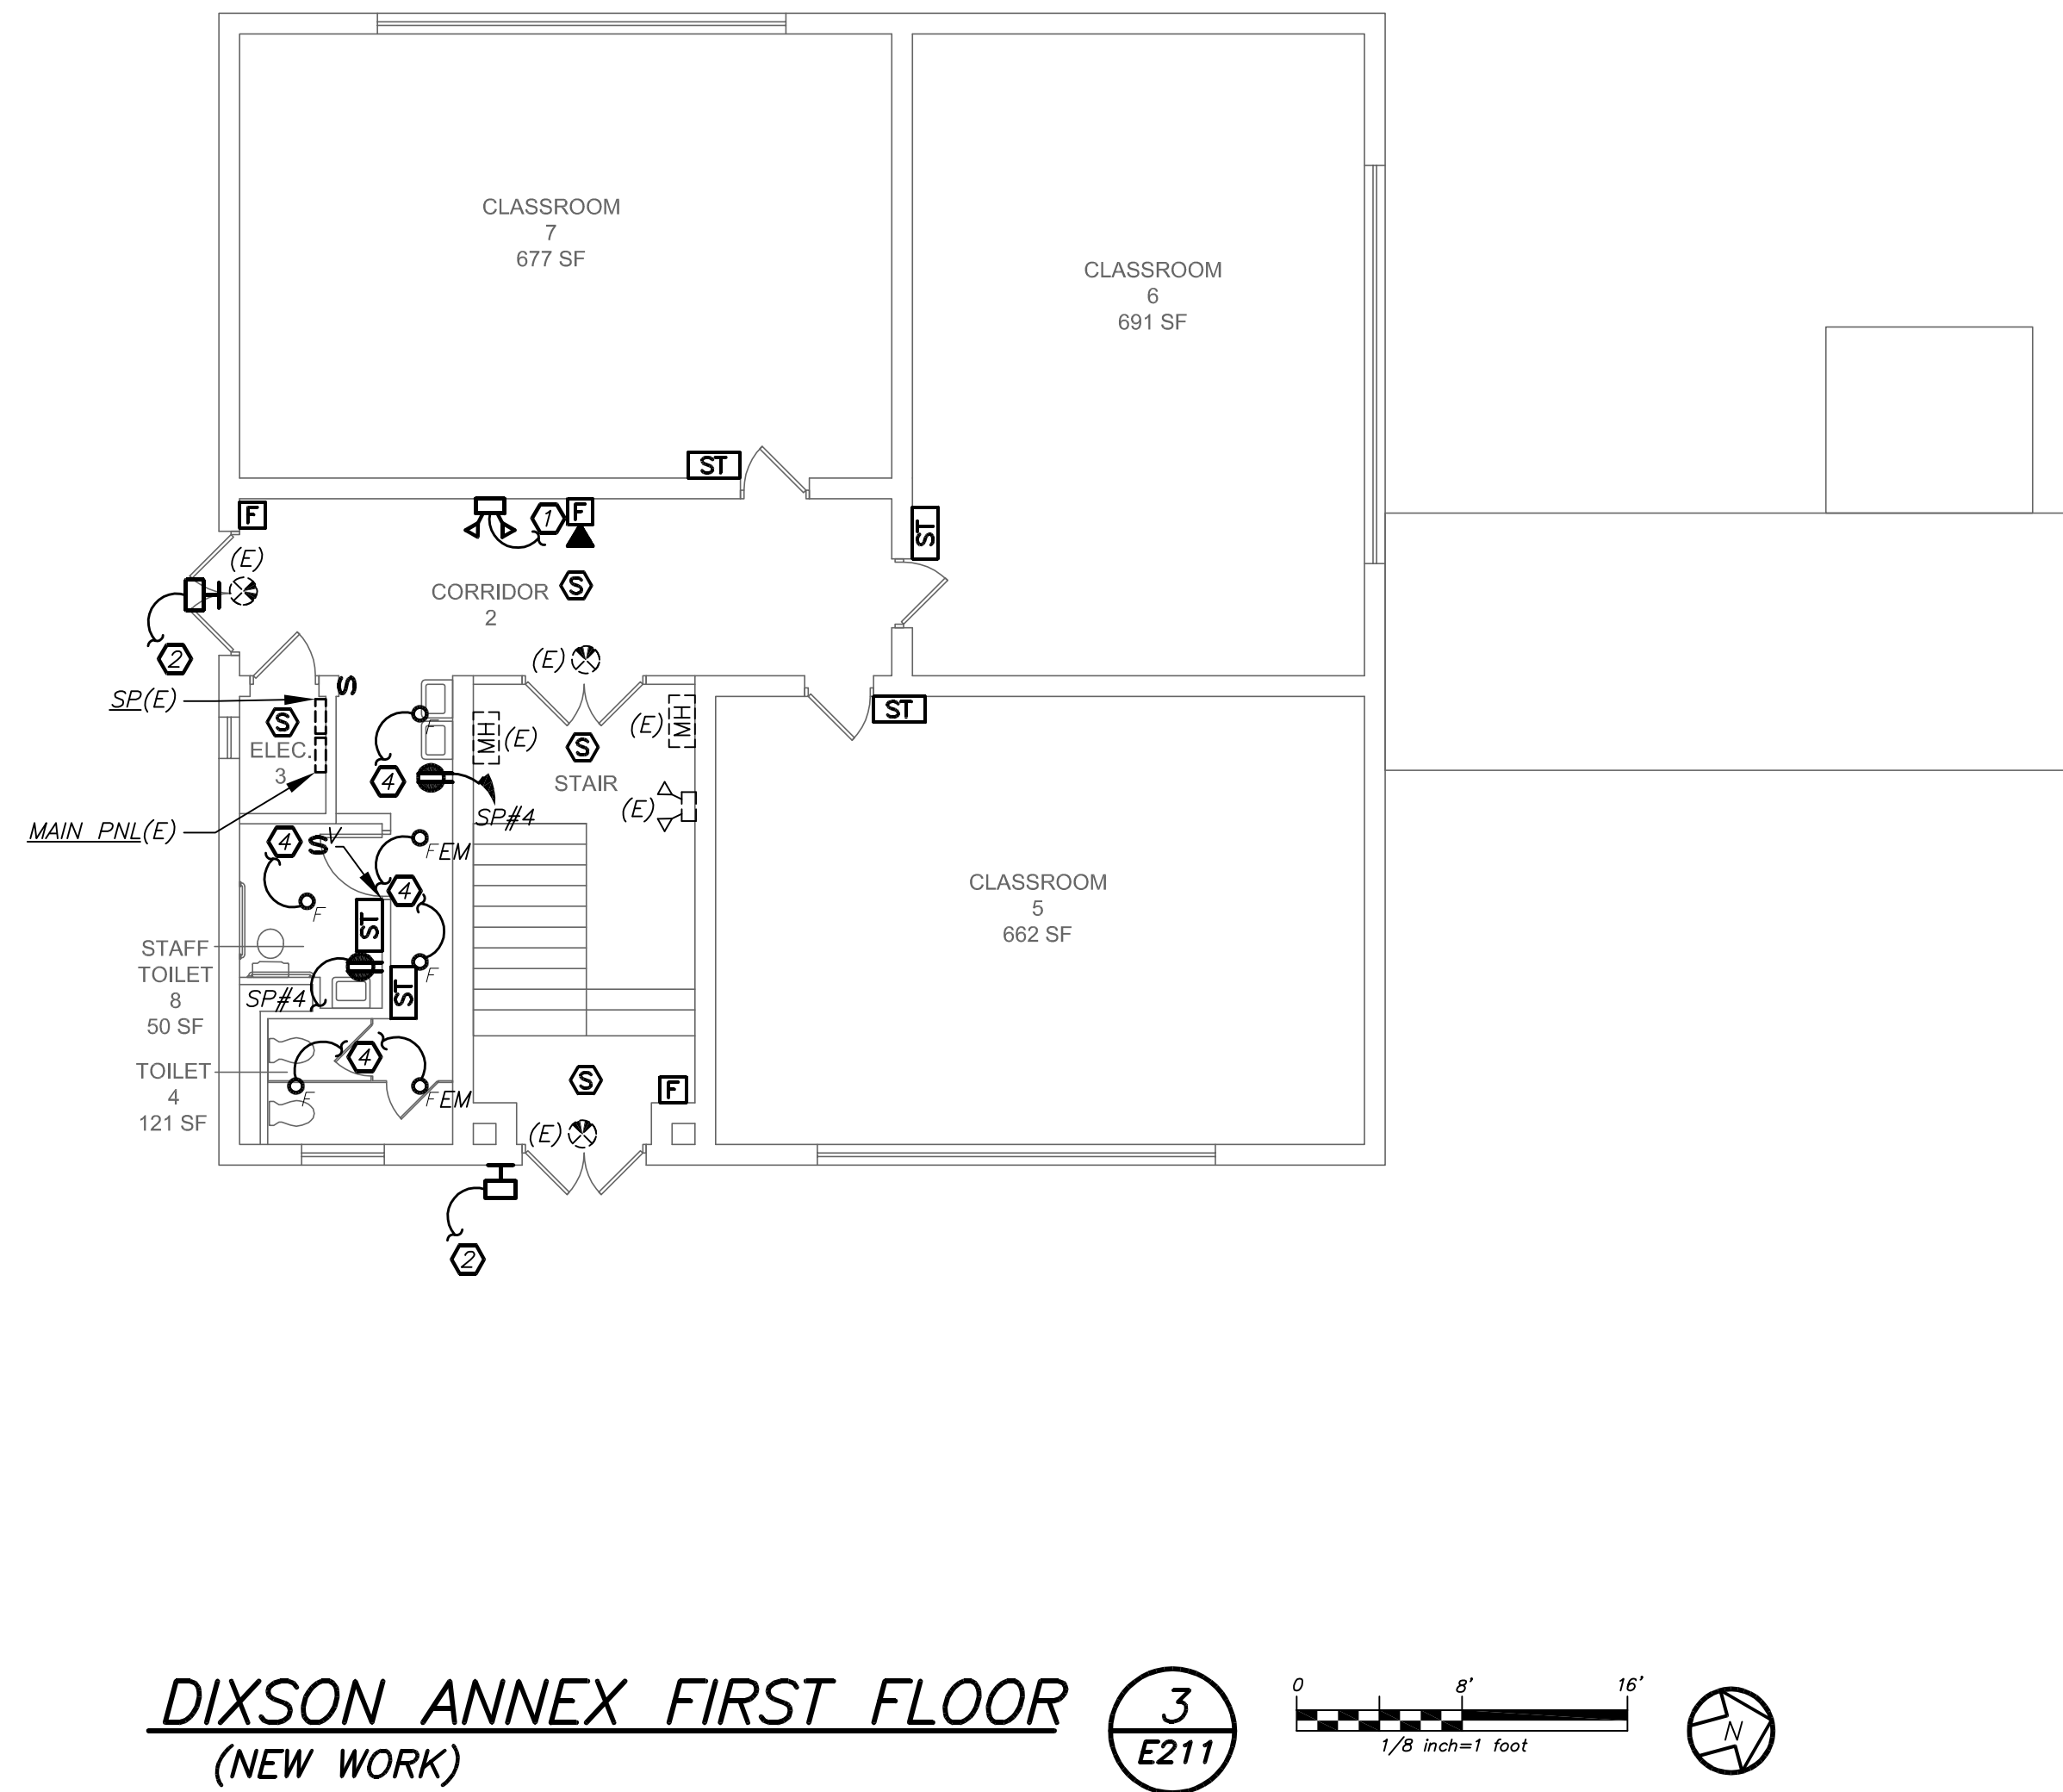 CLASSROOM
7
677 SF
CLASSROOM
6
691 SF
ST
F
1
F
ST
(E)
CORRIDOR
2
S
2
(E)
SP(E)
S
S
ELEC.
3
F
4
MH
(E)
S
STAIR
(E)
MH
ST
(E)
SP#4
MAIN PNL(E)
4
S
V
FEM
4
F
ST
CLASSROOM
5
662 SF
STAFF
TOILET
8
50 SF
F
SP#4
ST
4
TOILET
4
121 SF
F
FEM
S
F
(E)
2
DIXSON ANNEX FIRST FLOOR
(NEW WORK)
3
E211
0
8'
16'
1/8 inch=1 foot
N